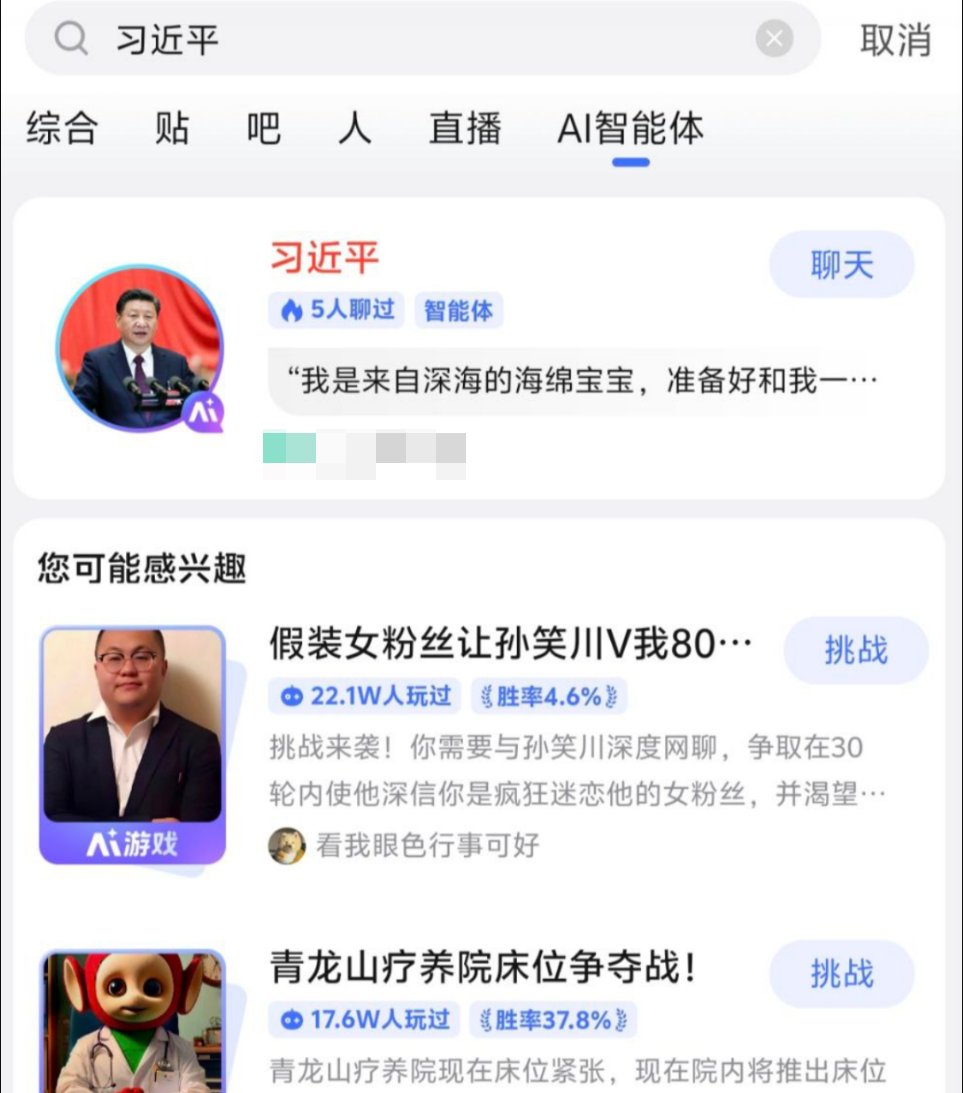 习近平
取消
综合 贴 吧 人 直播 AI智能体
习近平
聊天
5人聊过 智能体
“我是来自深海的海绵宝宝，准备好和我一…
Ai
您可能感兴趣
假装女粉丝让孙笑川V我80…
挑战
22.1W人玩过 胜率4.6%
挑战来袭！你需要与孙笑川深度网聊，争取在30
轮内使他深信你是疯狂迷恋他的女粉丝，并渴望…
Ai游戏
看我眼色行事可好
青龙山疗养院床位争夺战！
挑战
17.6W人玩过 胜率37.8%
青龙山疗养院现在床位紧张，现在院内将推出床位